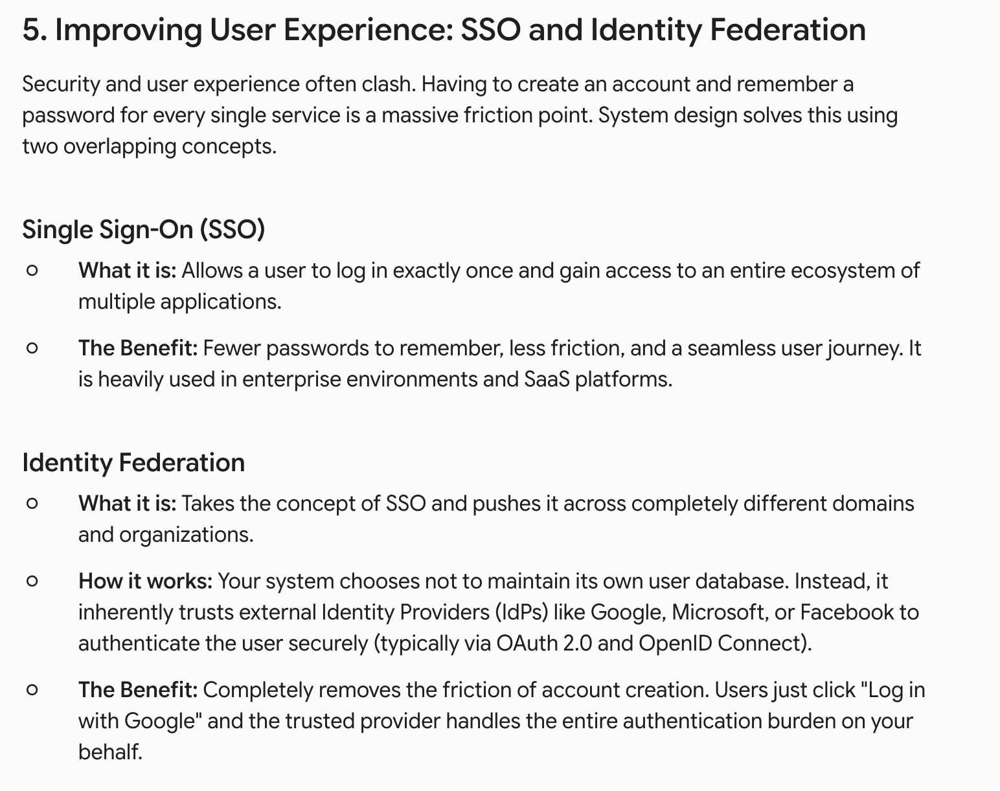 5. Improving User Experience: SSO and Identity Federation
Security and user experience often clash. Having to create an account and remember a
password for every single service is a massive friction point. System design solves this using
two overlapping concepts.
Single Sign-On (SSO)
What it is: Allows a user to log in exactly once and gain access to an entire ecosystem of
multiple applications.
The Benefit: Fewer passwords to remember, less friction, and a seamless user journey. It
is heavily used in enterprise environments and SaaS platforms.
Identity Federation
What it is: Takes the concept of SSO and pushes it across completely different domains
and organizations.
How it works: Your system chooses not to maintain its own user database. Instead, it
inherently trusts external Identity Providers (IdPs) like Google, Microsoft, or Facebook to
authenticate the user securely (typically via OAuth 2.0 and OpenID Connect).
The Benefit: Completely removes the friction of account creation. Users just click "Log in
with Google" and the trusted provider handles the entire authentication burden on your
behalf.